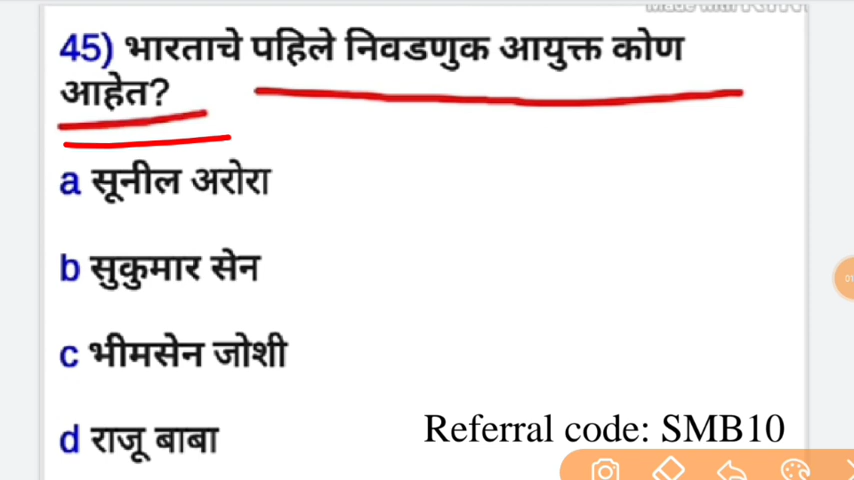 45) भारताचे पहिले निवडणुक आयुक्त कोण
आहेत?
a सूनील अरोरा
b सुकुमार सेन
c भीमसेन जोशी
d राजू बाबा
Referral code: SMB10